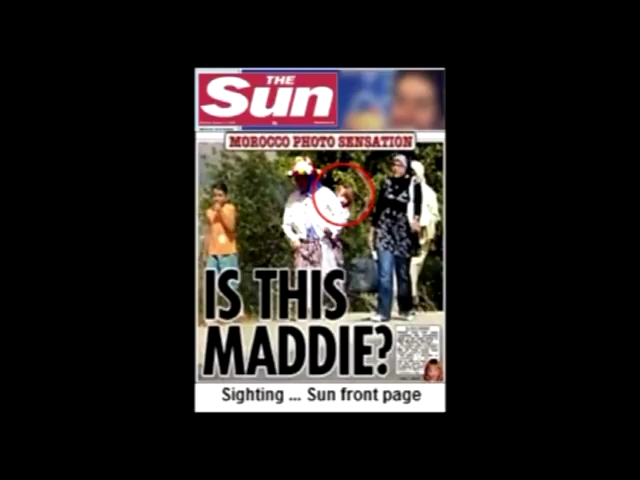 THE
Sun
MOROCCO PHOTO SENSATION
IS THIS
MADDIE?
Sighting ... Sun front page